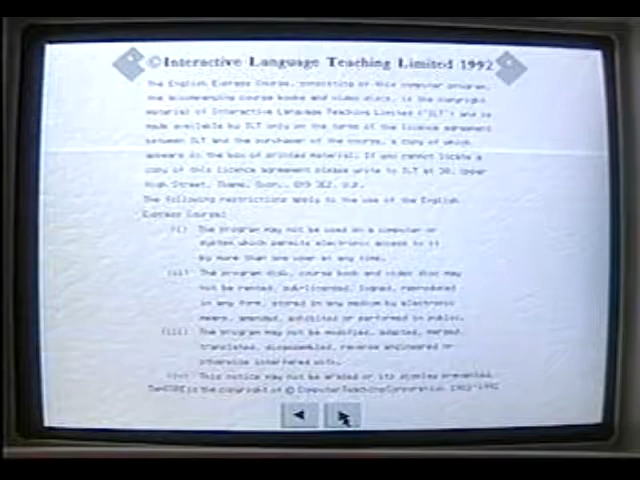 ©Interactive Language Teaching Limited 1992
The English Express Course, consisting of this computer program,
the accompanying course books and video discs, is the copyright
material of Interactive Language Teaching Limited ("ILT") and is
made available by ILT only on the terms of the licence agreement
between ILT and the purchaser of the course, a copy of which
appears in the box of printed material. If you cannot locate a
copy of this licence agreement please write to ILT at Upper
High Street, Thame, Oxon., OX9 U.K.
The following restrictions apply to the use of the English
Express Course:
(i) The program may not be used on a computer or
system which permits electronic access to it
by more than one user at any time.
(ii) The program disk, course book and video disc may
not be rented, sub-licensed, loaned, reproduced
in any form, stored in any medium by electronic
means, amended, exhibited or performed in public.
(iii) The program may not be modified, adapted, merged,
translated, disassembled, reverse engineered or
otherwise interfered with.
(iv) This notice may not be erased or its display prevented.
TenCORE is the copyright of © Computer Teaching Corporation 1992